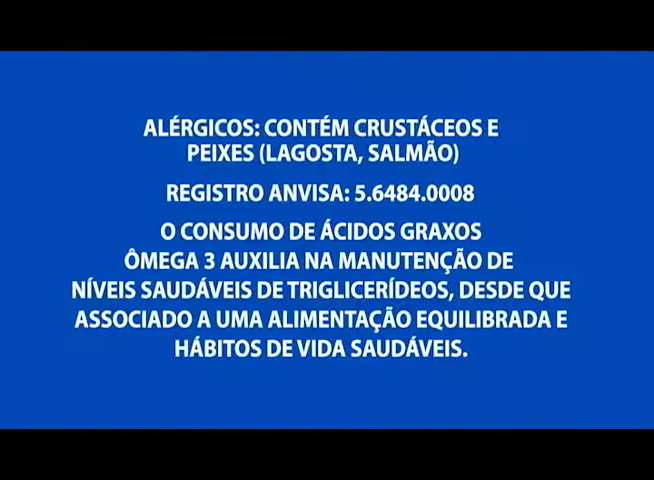 ALÉRGICOS: CONTÉM CRUSTÁCEOS E
PEIXES (LAGOSTA, SALMÃO)
REGISTRO ANVISA: 5.6484.0008
O CONSUMO DE ÁCIDOS GRAXOS
ÔMEGA 3 AUXILIA NA MANUTENÇÃO DE
NÍVEIS SAUDÁVEIS DE TRIGLICERÍDEOS, DESDE QUE
ASSOCIADO A UMA ALIMENTAÇÃO EQUILIBRADA E
HÁBITOS DE VIDA SAUDÁVEIS.